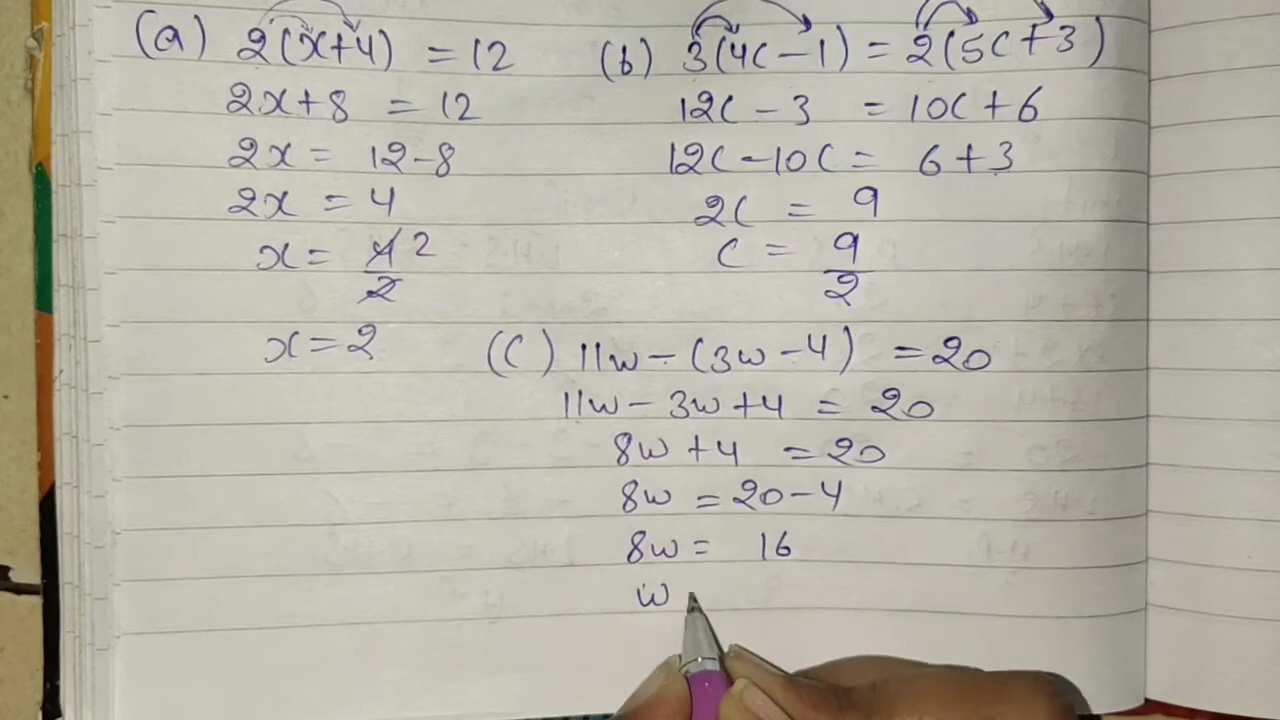 (a) 2(x+4) = 12
2x+8 = 12
2x = 12-8
2x = 4
x = 4 2
2
x = 2
(b) 3(4c-1) = 2(5c+3)
12c-3 = 10c+6
12c-10c = 6+3
2c = 9
c = 9
2
(c) 11w-(3w-4) = 20
11w-3w+4 = 20
8w+4 = 20
8w = 20-4
8w = 16
w